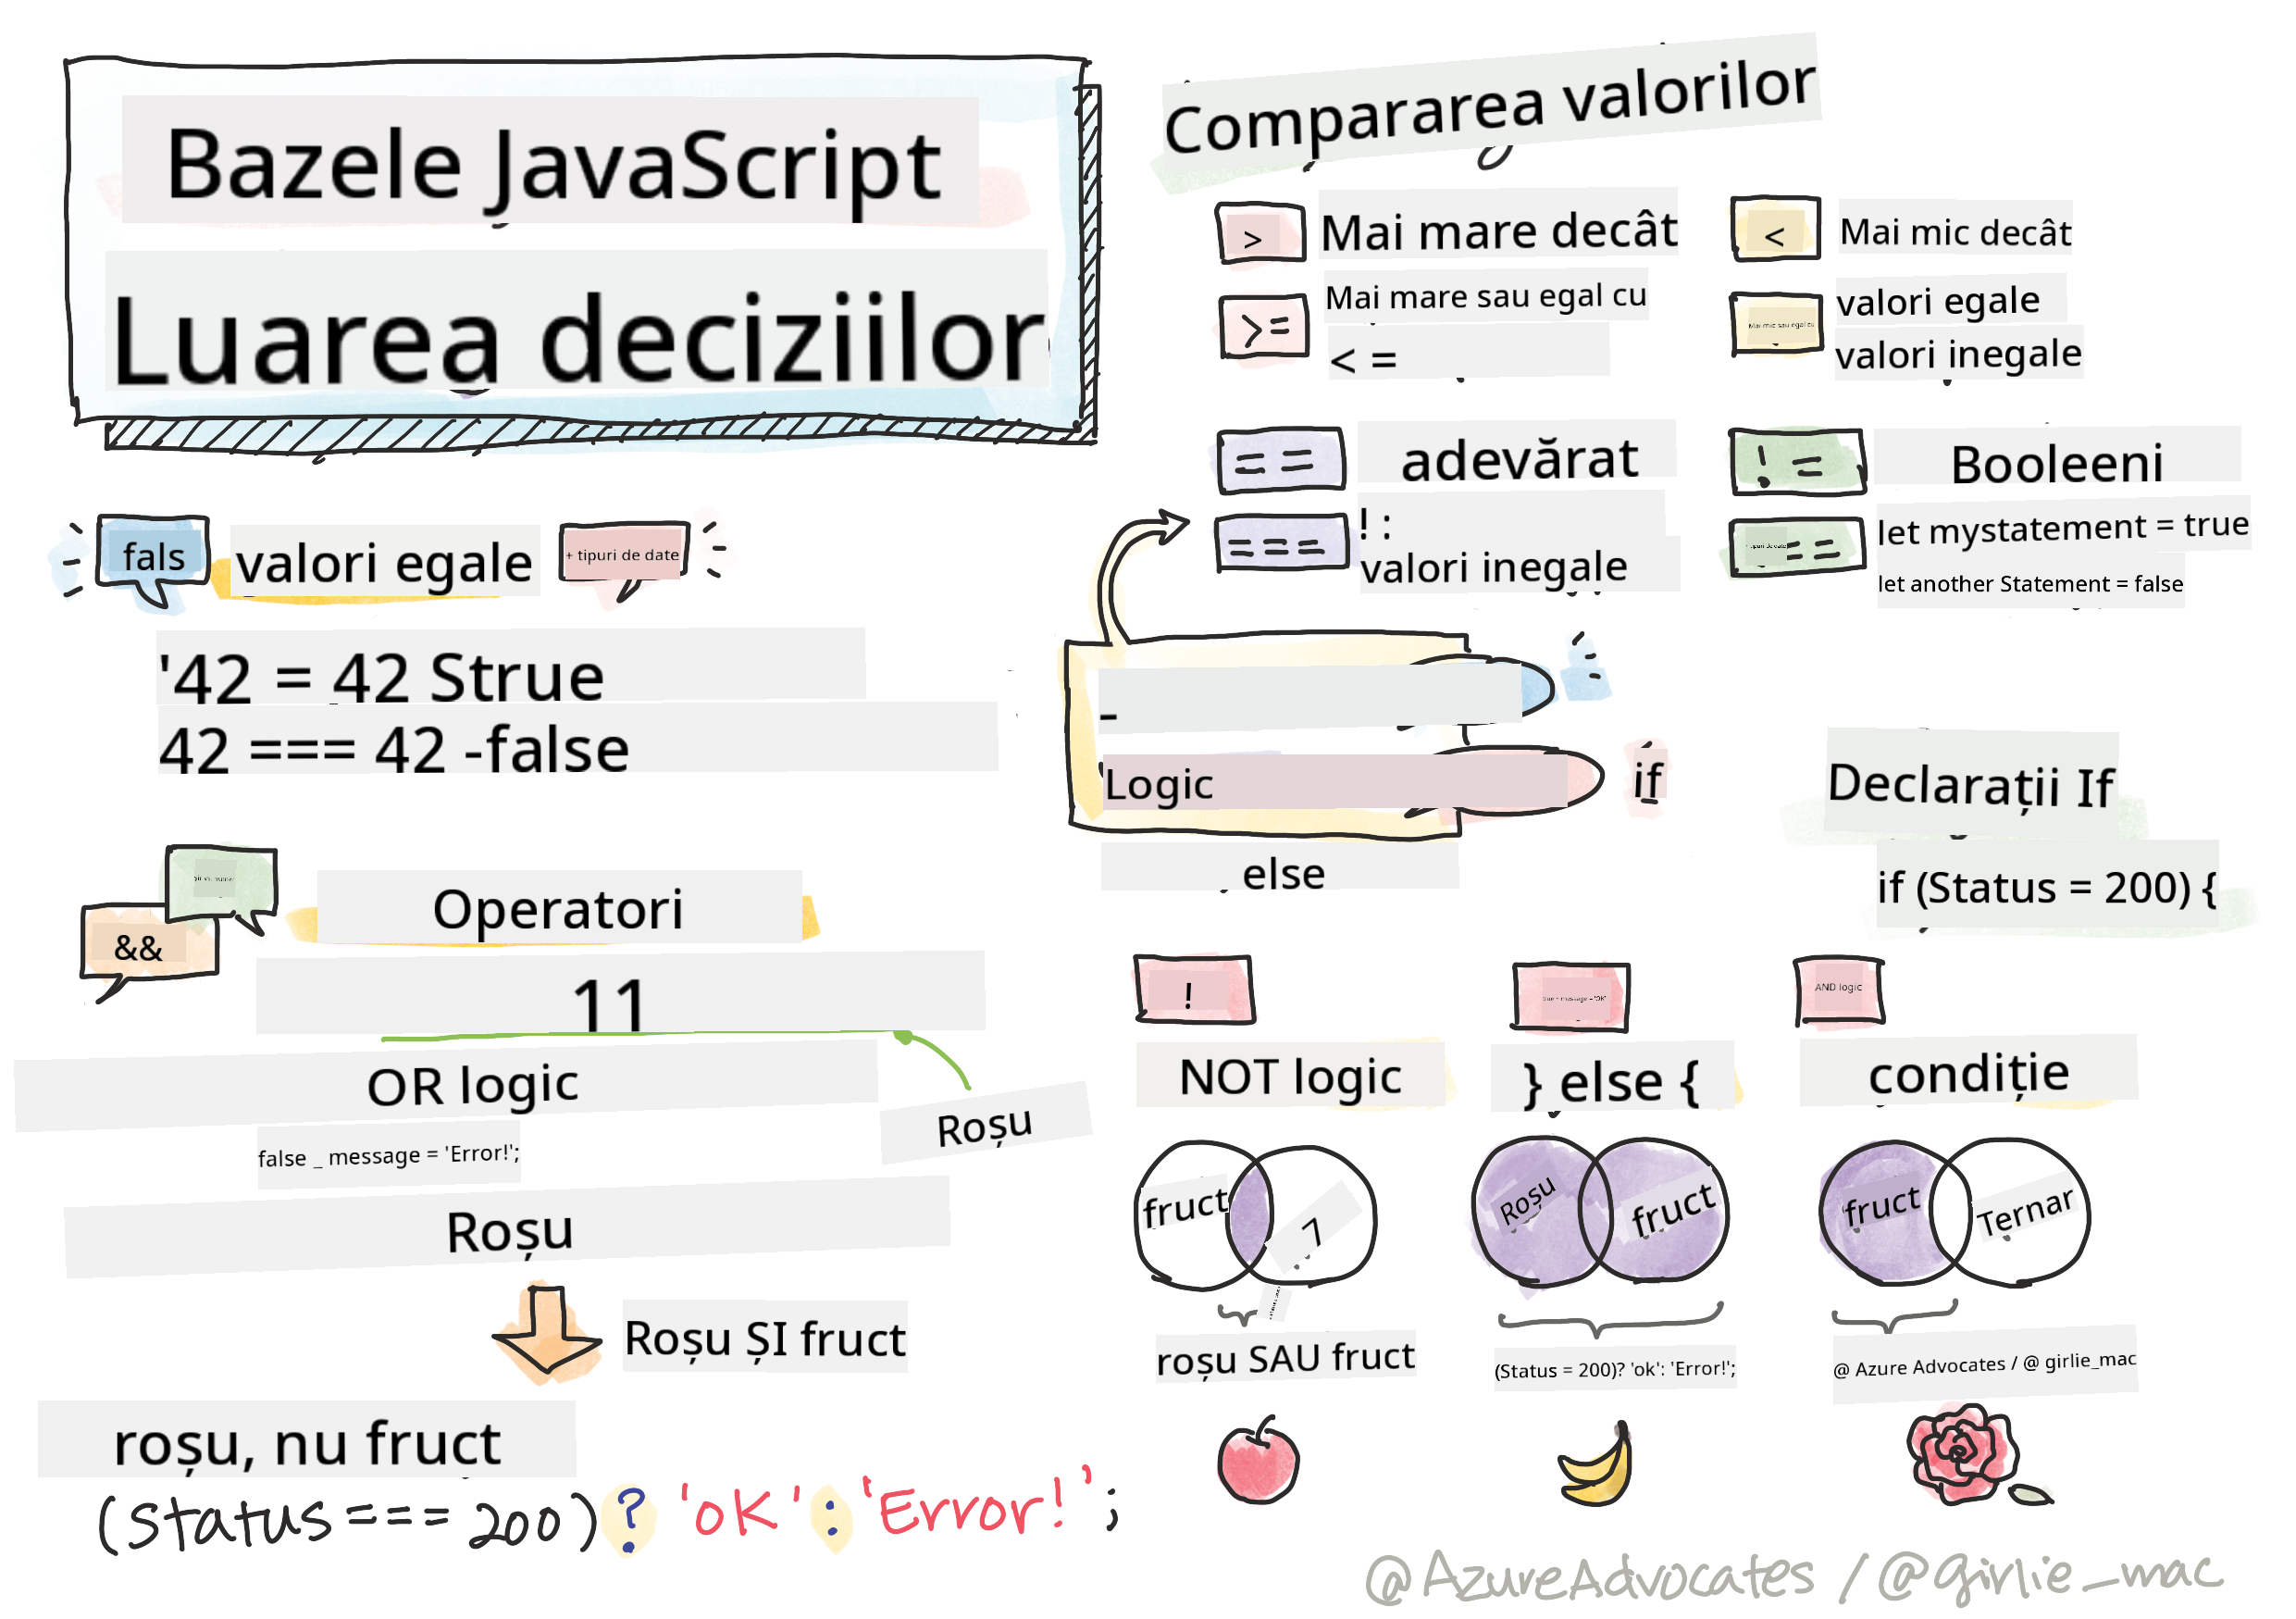 Bazele JavaScript
Luarea deciziilor
Compararea valorilor
> Mai mare decât
< Mai mic decât
>= Mai mare sau egal cu
< =
Mai mic sau egal cu
valori egale
valori inegale
== adevărat
! = Booleeni
=== ! :
valori inegale
== let mystatement = true
let another Statement = false
fals valori egale + tipuri de date
'42 = 42 Strue
42 === 42 -false
-
Logic
if
else
Declarații If
if (Status = 200) {
&&
Operatori
11
OR logic
Roșu
false _ message = 'Error!';
Roșu
Roșu ȘI fruct
roșu, nu fruct
(status === 200) ? 'OK' : 'Error!';
!
NOT logic
fruct
7
roșu SAU fruct
true - message = "OK"
} else {
Roșu
fruct
(Status = 200)? 'ok': 'Error!';
AND logic
condiție
fruct
Ternar
@ Azure Advocates / @ girlie_mac
@AzureAdvocates / @girlie_mac